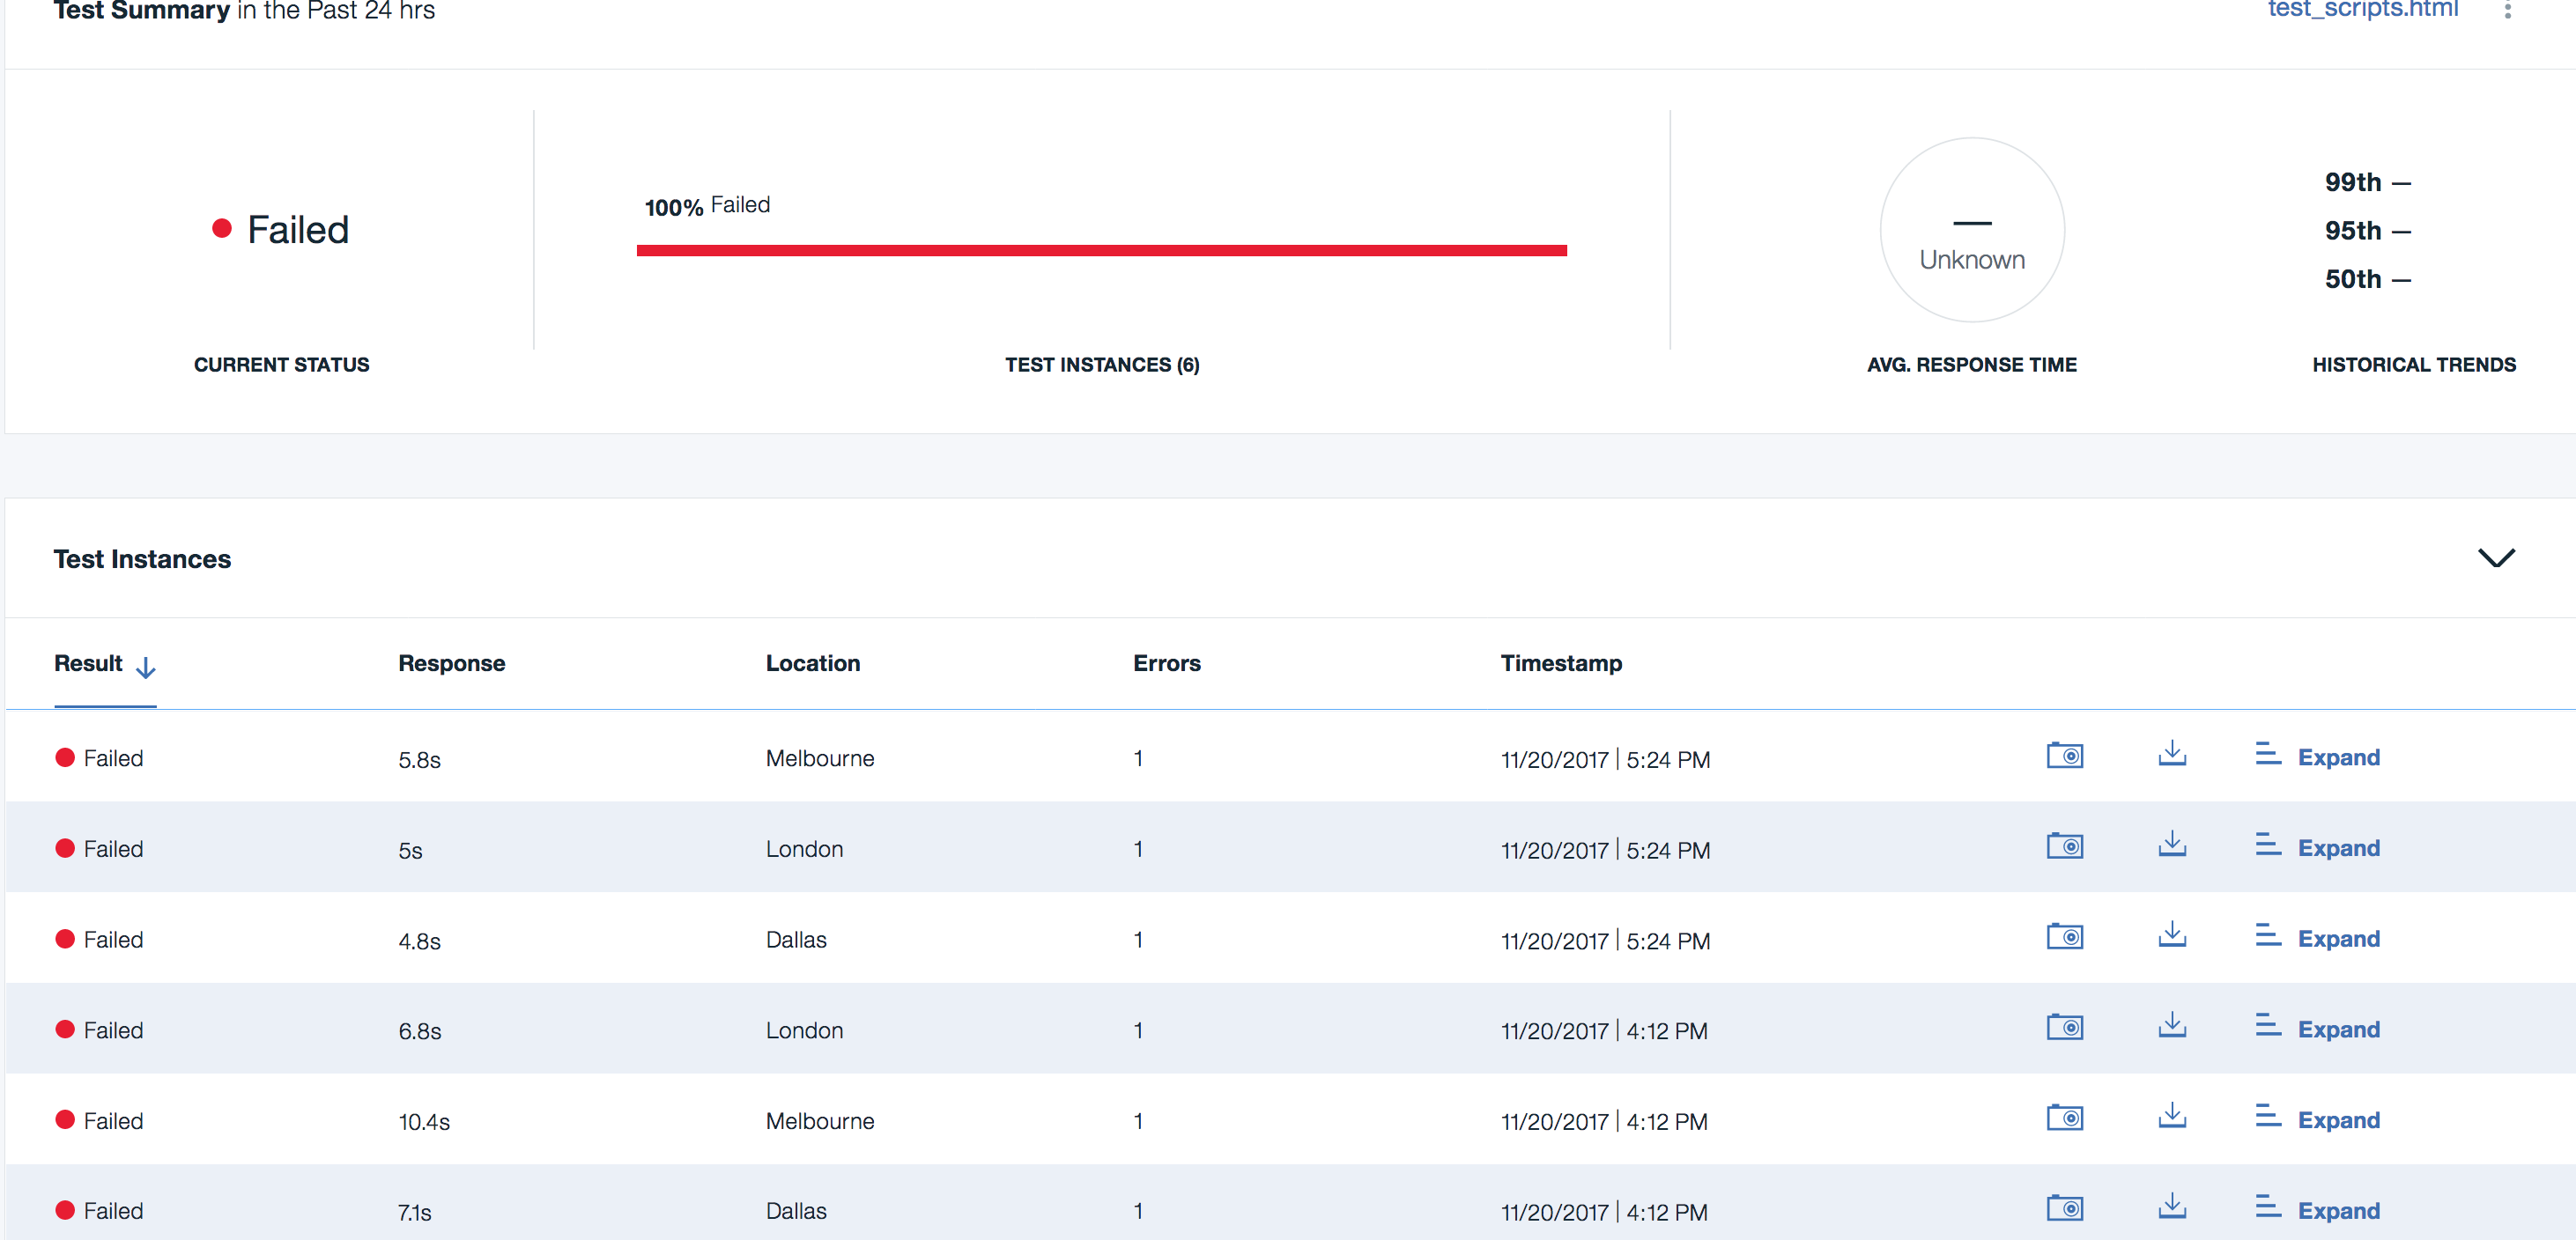 Test Summary in the Past 24 hrs test_scripts.html
Failed
100% Failed
—
Unknown
99th —
95th —
50th —
CURRENT STATUS TEST INSTANCES (6) AVG. RESPONSE TIME HISTORICAL TRENDS
Test Instances
Result Response Location Errors Timestamp
Failed 5.8s Melbourne 1 11/20/2017 | 5:24 PM Expand
Failed 5s London 1 11/20/2017 | 5:24 PM Expand
Failed 4.8s Dallas 1 11/20/2017 | 5:24 PM Expand
Failed 6.8s London 1 11/20/2017 | 4:12 PM Expand
Failed 10.4s Melbourne 1 11/20/2017 | 4:12 PM Expand
Failed 7.1s Dallas 1 11/20/2017 | 4:12 PM Expand